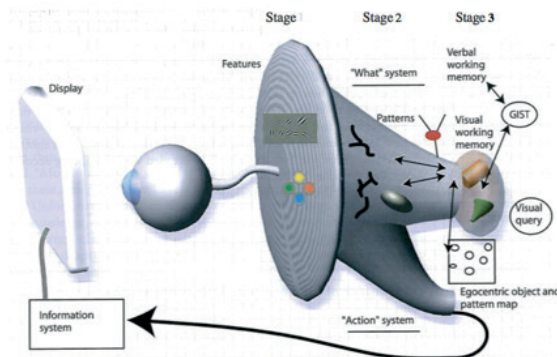 Stage 1
Stage 2
Stage 3
Features
"What" system
Verbal
working
memory
Display
GIST
Patterns
Visual
working
memory
Visual
query
Egocentric object and
pattern map
Information
system
"Action" system